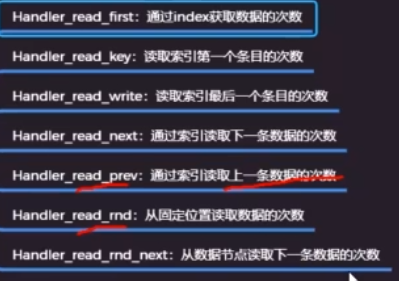 Handler_read_first：通过index获取数据的次数
Handler_read_key：读取索引第一个条目的次数
Handler_read_write：读取索引最后一个条目的次数
Handler_read_next：通过索引读取下一条数据的次数
Handler_read_prev：通过索引读取上一条数据的次数
Handler_read_rnd：从固定位置读取数据的次数
Handler_read_rnd_next：从数据节点读取下一条数据的次数